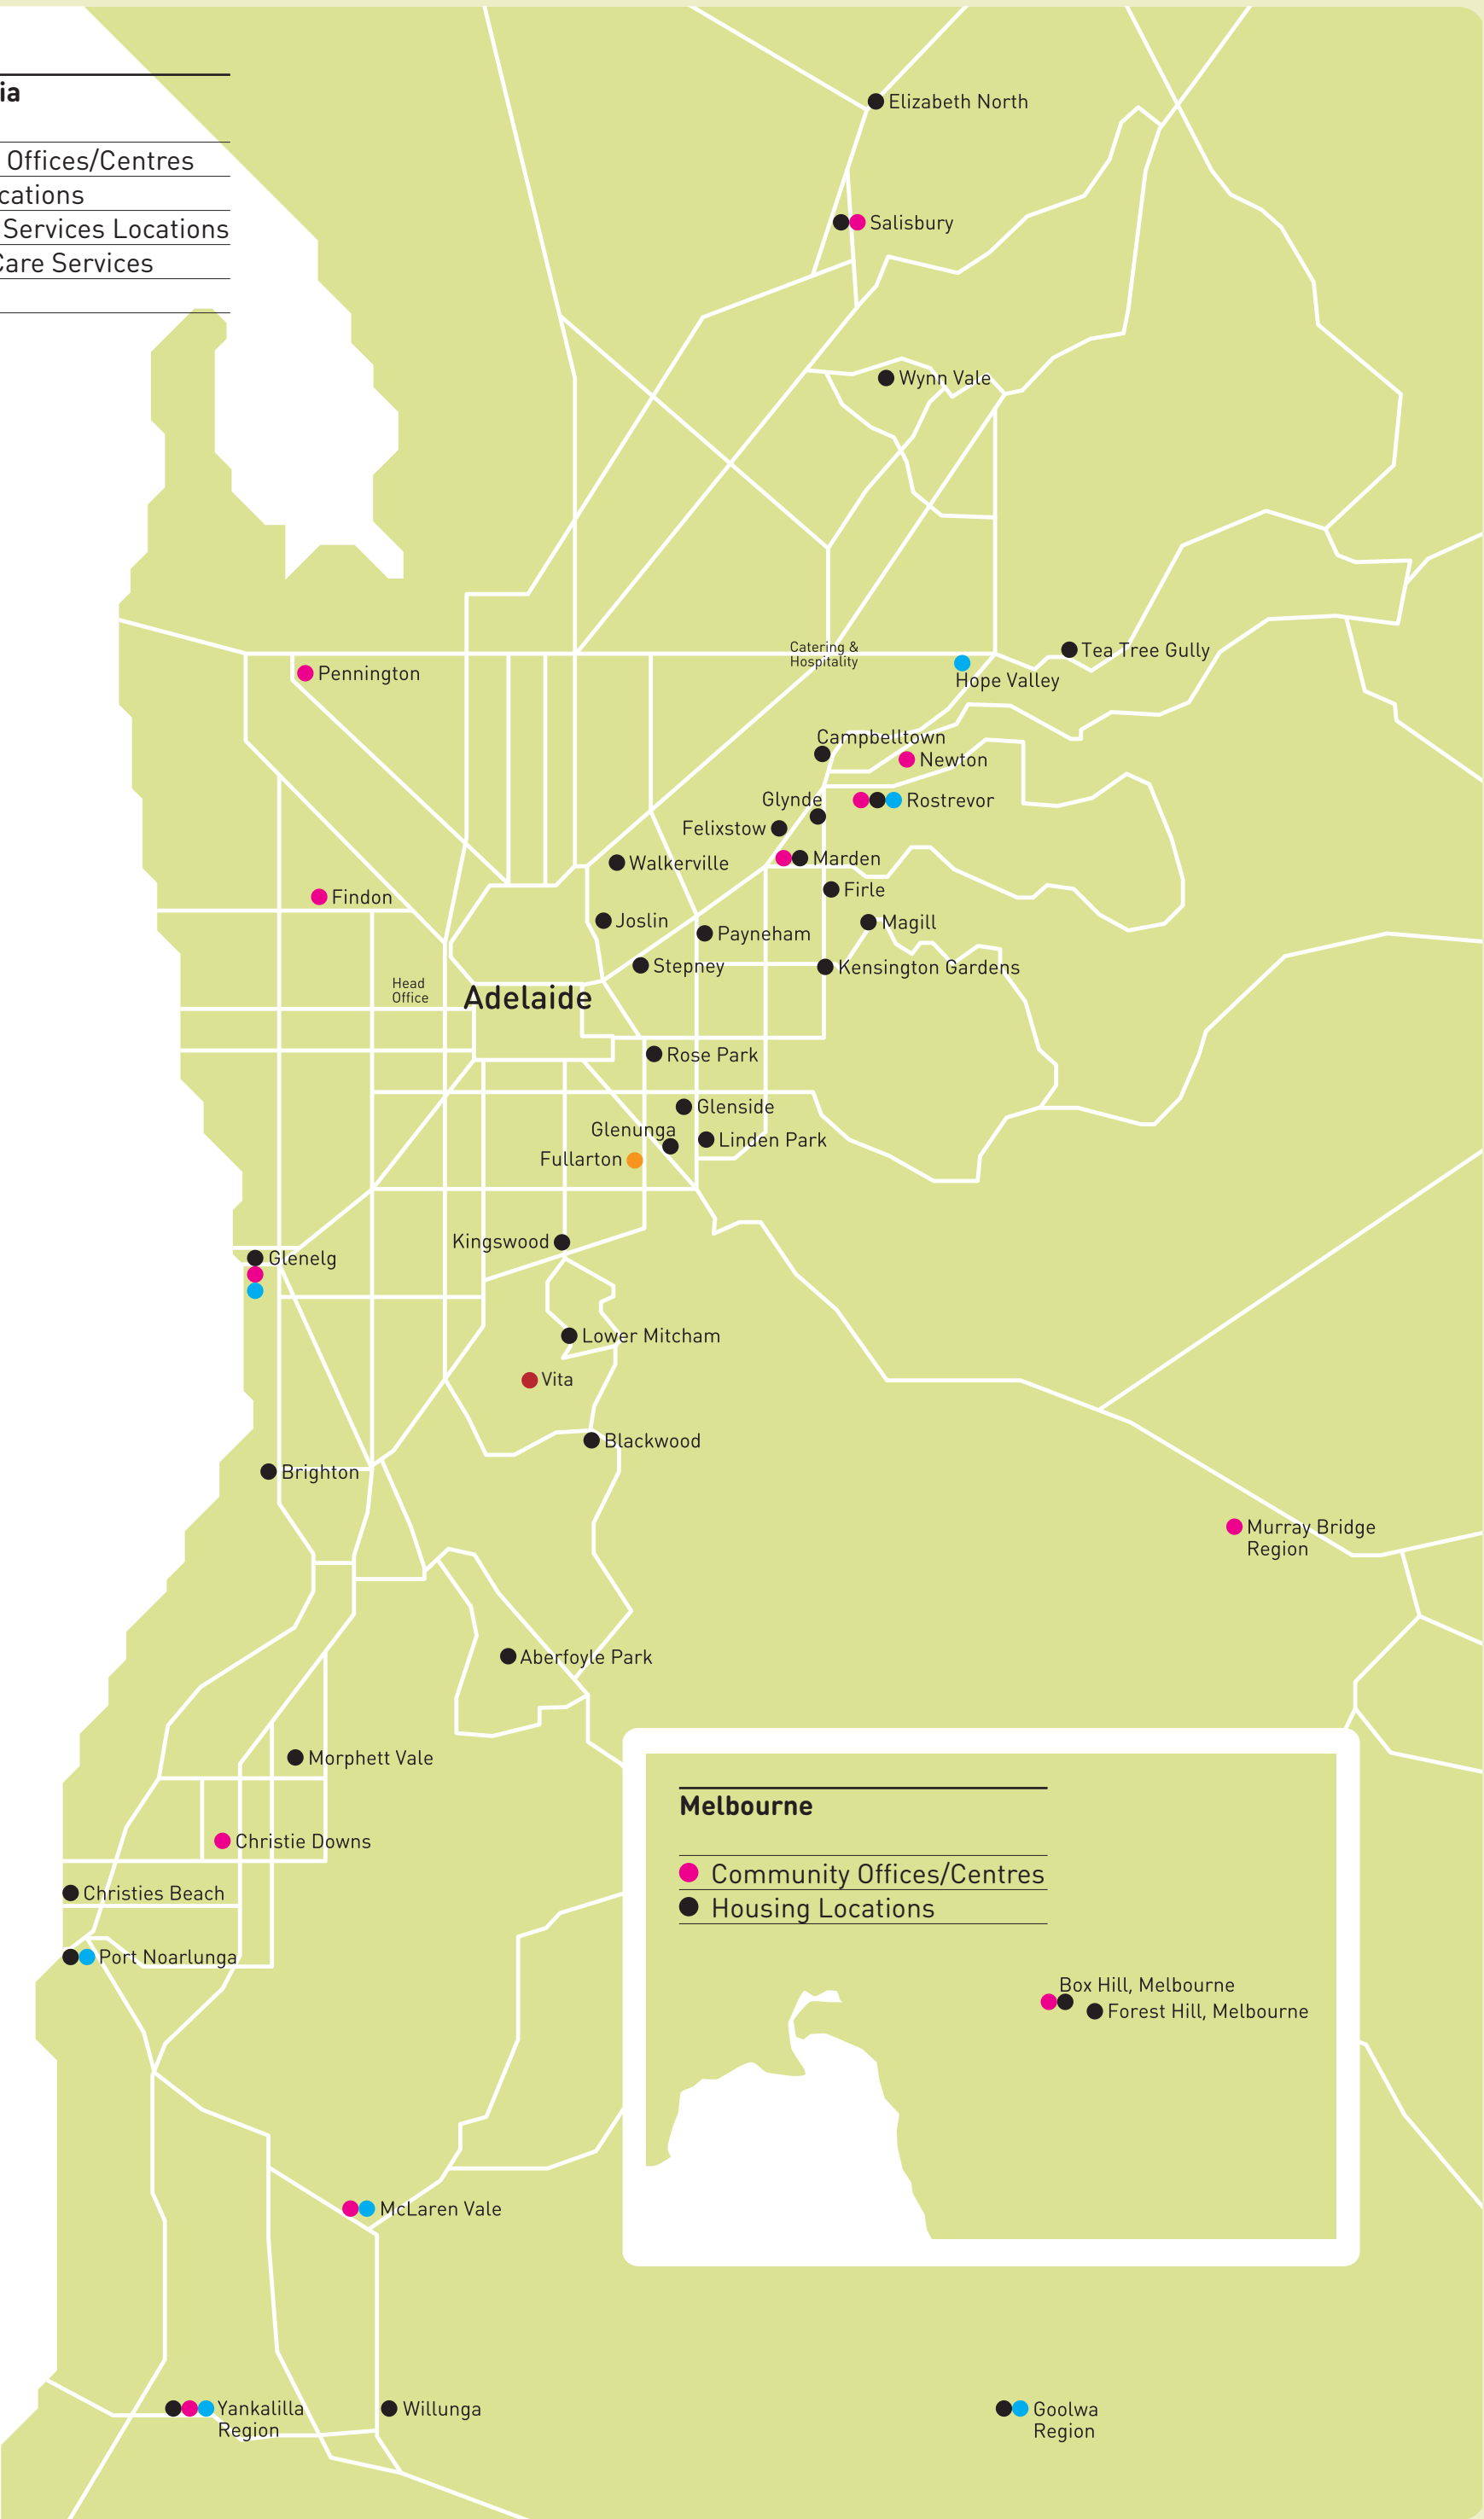 ia
Offices/Centres
cations
Services Locations
Care Services
Elizabeth North
Salisbury
Wynn Vale
Catering &
Hospitality
Tea Tree Gully
Hope Valley
Pennington
Campbelltown
Newton
Glynde
Rostrevor
Felixstow
Walkerville
Marden
Findon
Firle
Joslin
Magill
Payneham
Stepney
Kensington Gardens
Head
Office
Adelaide
Rose Park
Glenside
Glenunga
Linden Park
Fullarton
Kingswood
Glenelg
Lower Mitcham
Vita
Blackwood
Brighton
Murray Bridge
Region
Aberfoyle Park
Morphett Vale
Christie Downs
Christies Beach
Port Noarlunga
Melbourne
Community Offices/Centres
Housing Locations
Box Hill, Melbourne
Forest Hill, Melbourne
McLaren Vale
Yankalilla
Region
Willunga
Goolwa
Region